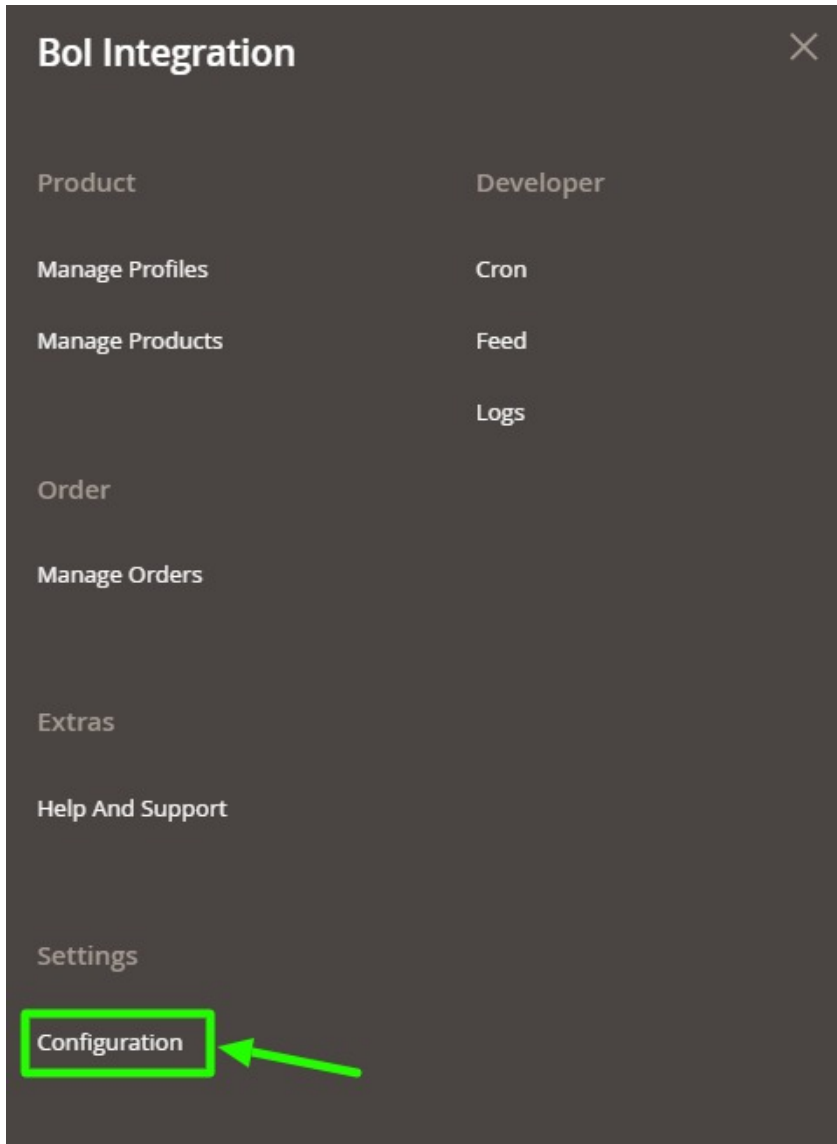 Bol Integration
Product
Manage Profiles
Manage Products
Order
Manage Orders
Extras
Help And Support
Settings
Configuration
Developer
Cron
Feed
Logs